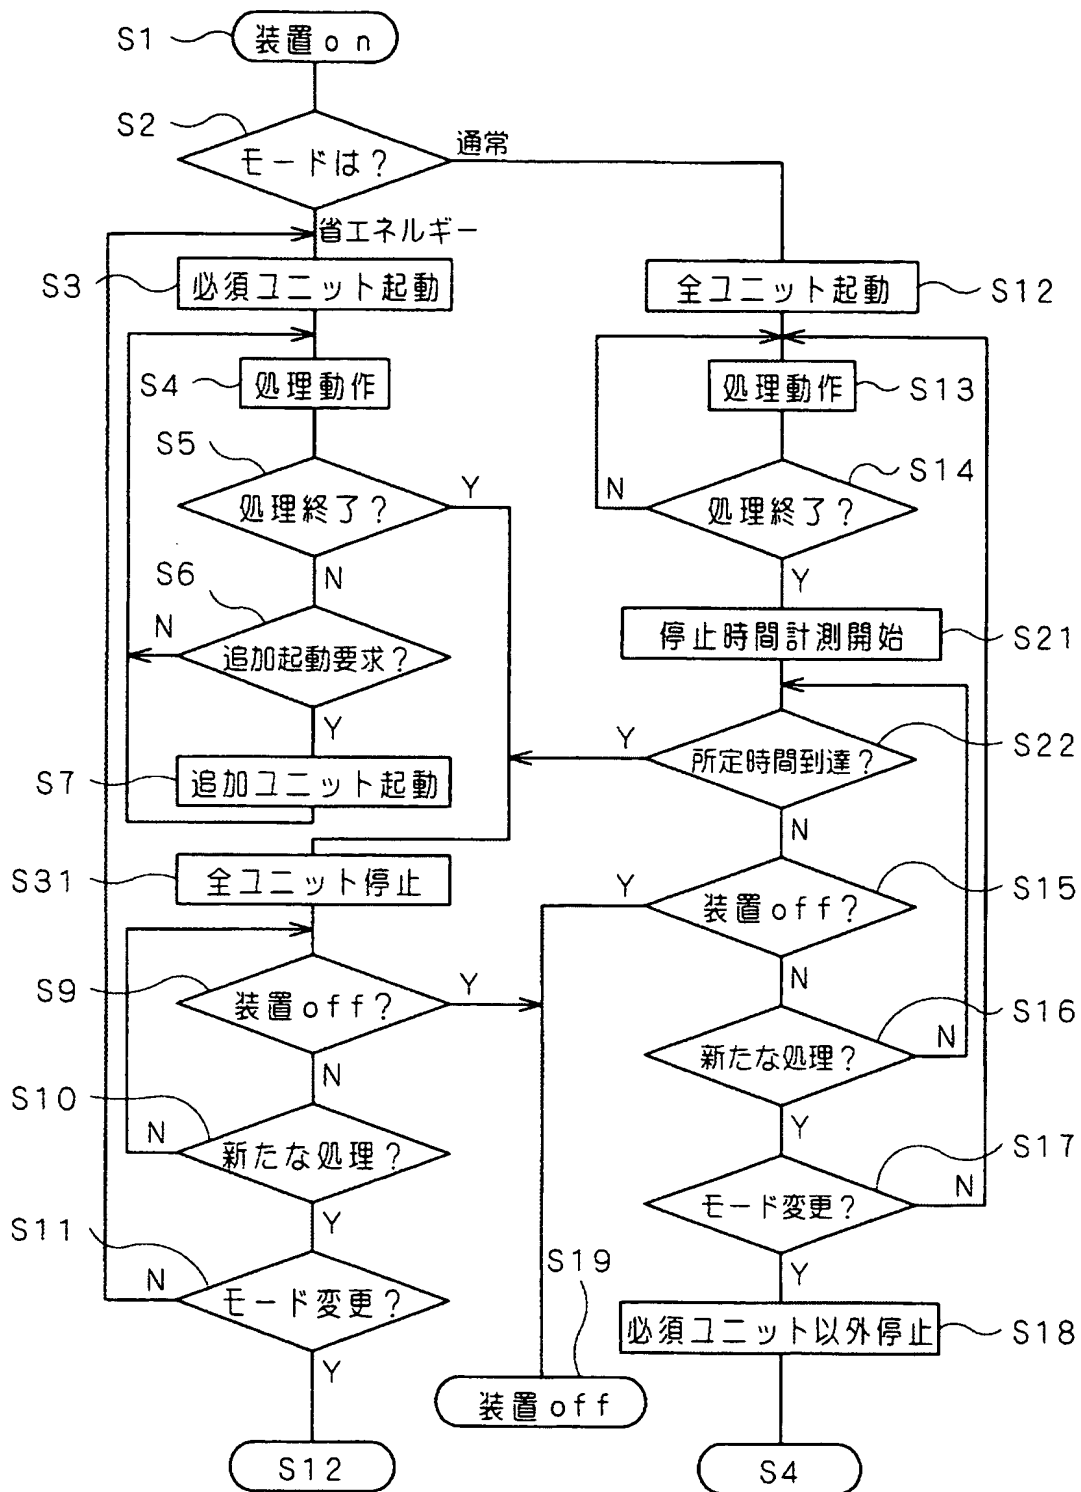 S1
装置on
S2
モードは?
通常
省エネルギー
S3
必須ユニット起動
全ユニット起動
S12
S4
処理動作
処理動作
S13
S5
処理終了?
Y
S14
処理終了?
N
Y
N
S6
追加起動要求?
N
Y
停止時間計測開始
S21
S7
追加ユニット起動
Y
所定時間到達?
S22
N
S31
全ユニット停止
Y
装置off?
S15
N
S9
装置off?
Y
N
新たな処理?
S16
N
Y
S10
新たな処理?
N
Y
モード変更?
S17
N
Y
S11
モード変更?
N
Y
S19
必須ユニット以外停止
S18
装置off
S12
S4